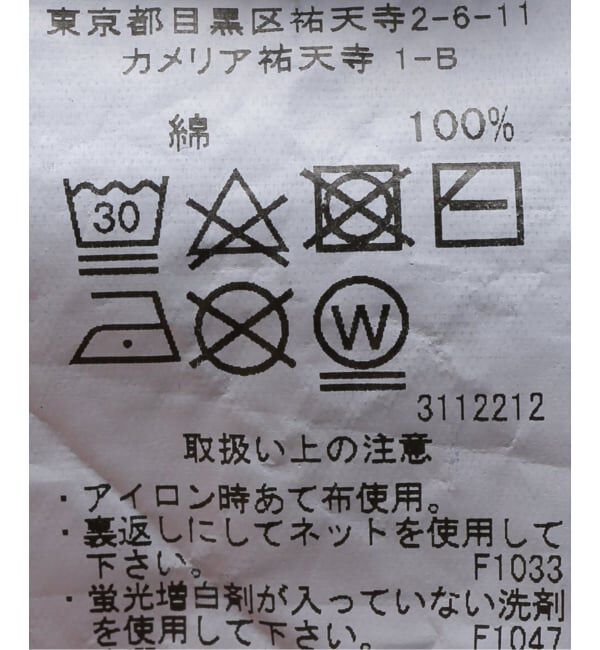 東京都目黒区祐天寺2-6-11
カメリア祐天寺 1-B
綿 100%
30
W
3112212
取扱い上の注意
・アイロン時あて布使用。
・裏返しにしてネットを使用して
下さい。 F1033
・蛍光増白剤が入っていない洗剤
を使用して下さい。 F1047